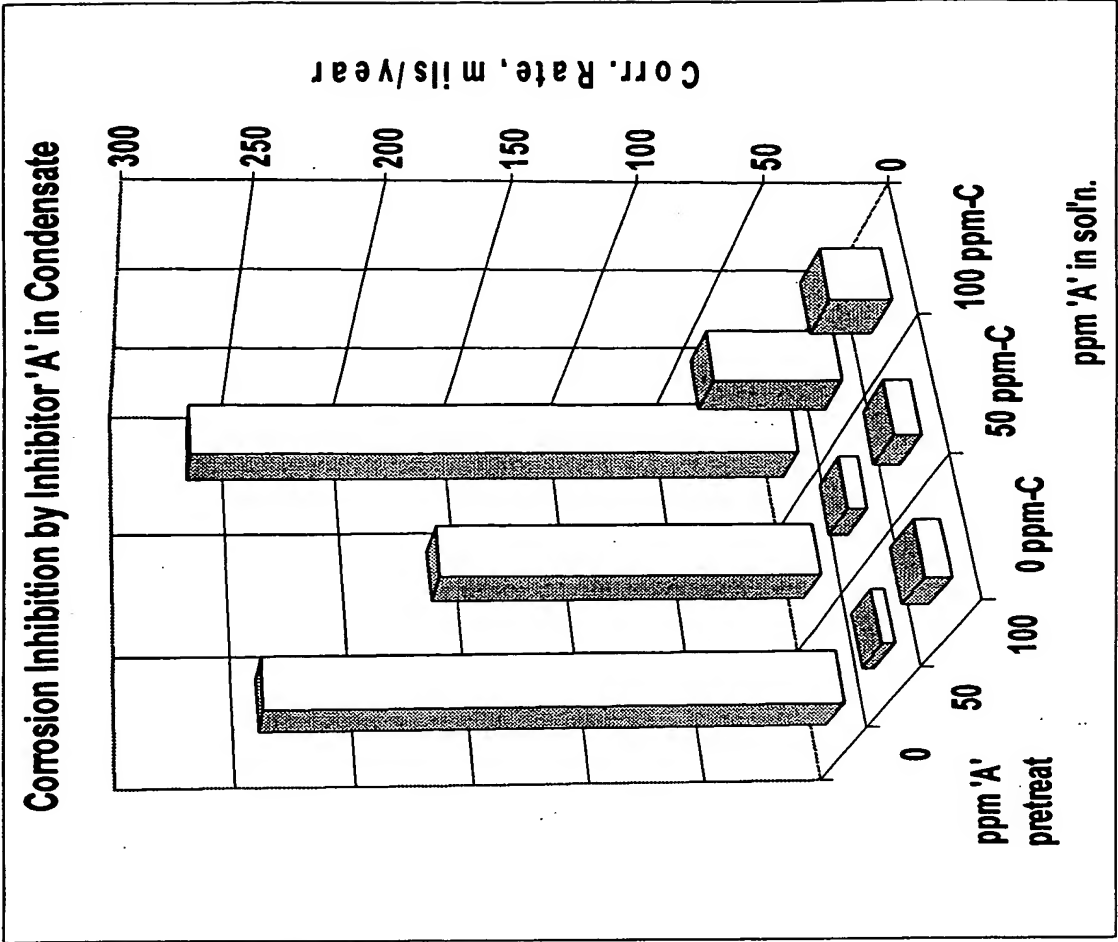 Corrosion Inhibition by Inhibitor 'A' in Condensate
Corr. Rate, mils/year
300
250
200
150
100
50
0
100 ppm-C
50 ppm-C
0 ppm-C
ppm 'A' in sol'n.
100
50
0
ppm 'A'
pretreat